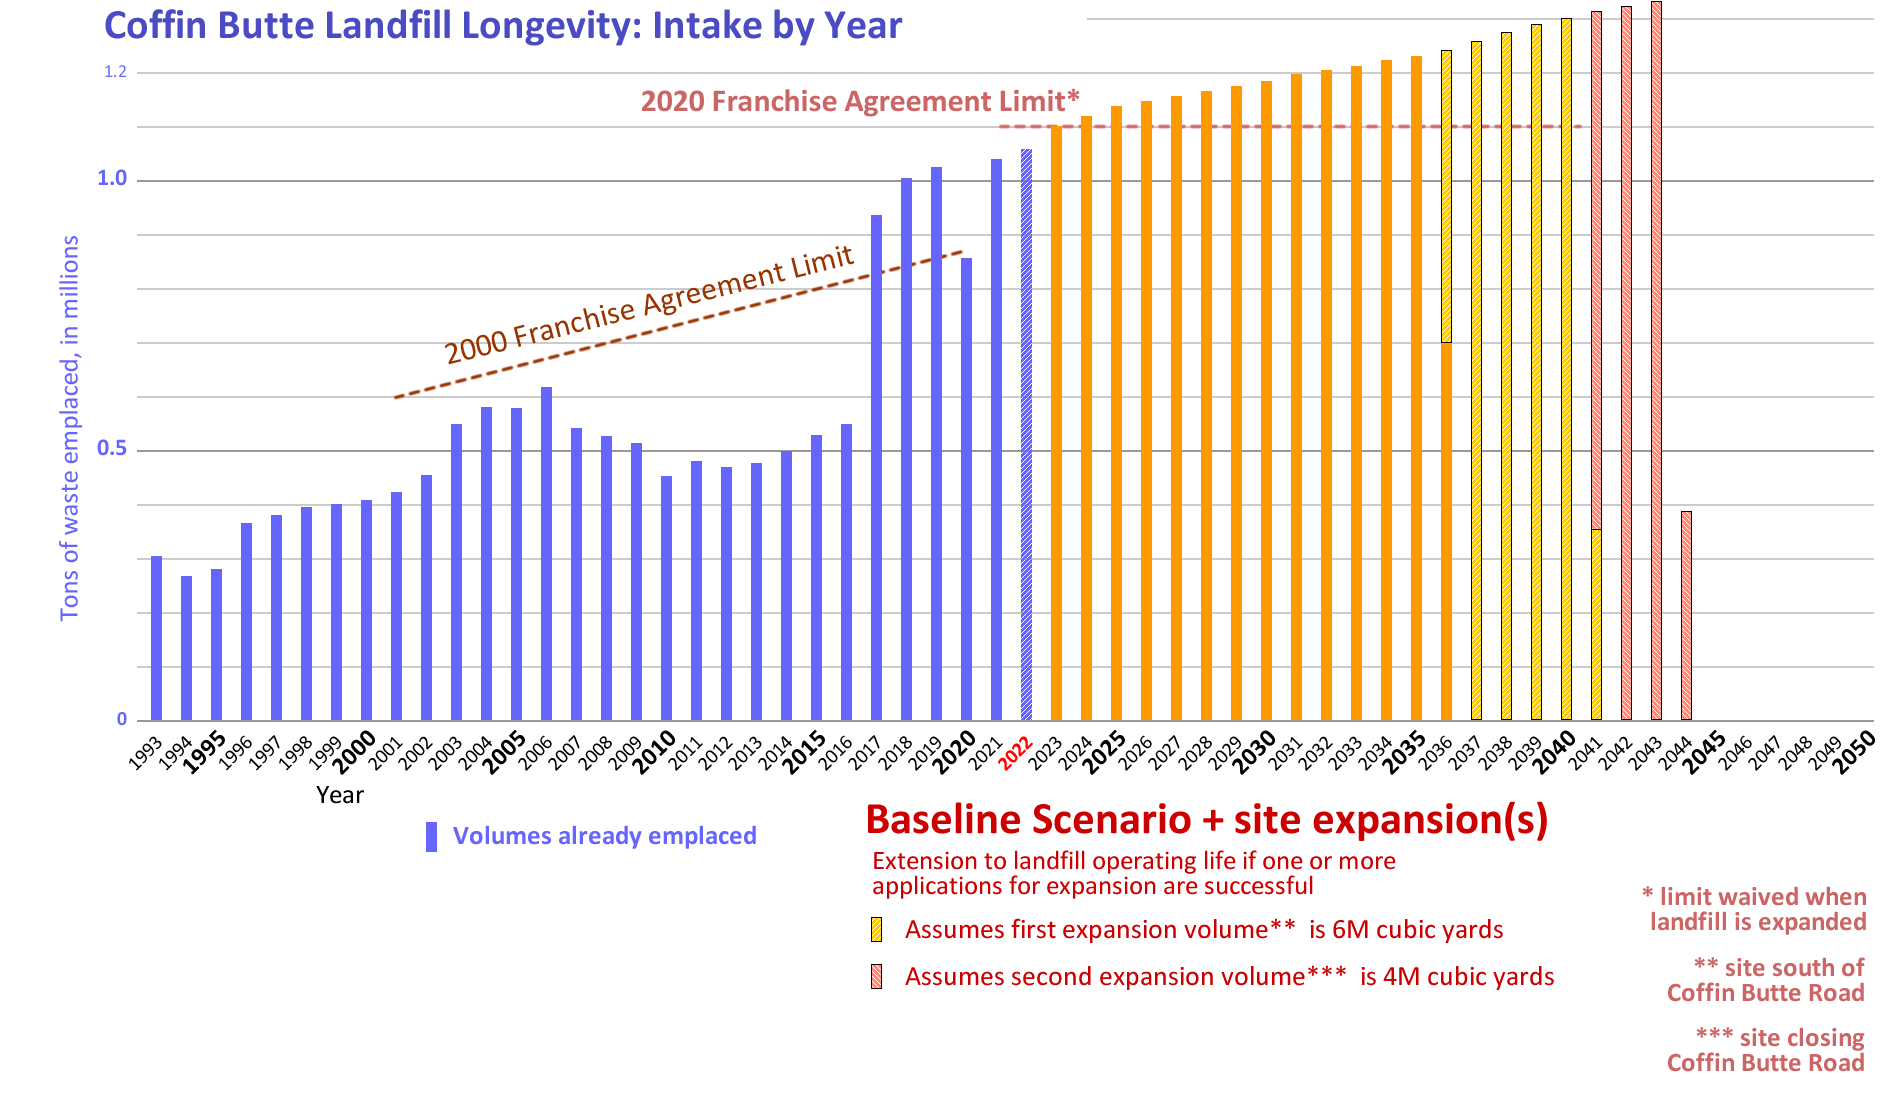 Coffin Butte Landfill Longevity: Intake by Year
1.2
2020 Franchise Agreement Limit*
1.0
2000 Franchise Agreement Limit
Tons of waste emplaced, in millions
0.5
0
1993 1994 1995 1996 1997 1998 1999 2000 2001 2002 2003 2004 2005 2006 2007 2008 2009 2010 2011 2012 2013 2014 2015 2016 2017 2018 2019 2020 2021 2022 2023 2024 2025 2026 2027 2028 2029 2030 2031 2032 2033 2034 2035 2036 2037 2038 2039 2040 2041 2042 2043 2044 2045 2046 2047 2048 2049 2050
Year
Volumes already emplaced
Baseline Scenario + site expansion(s)
Extension to landfill operating life if one or more
applications for expansion are successful
Assumes first expansion volume** is 6M cubic yards
Assumes second expansion volume*** is 4M cubic yards
* limit waived when
landfill is expanded
** site south of
Coffin Butte Road
*** site closing
Coffin Butte Road